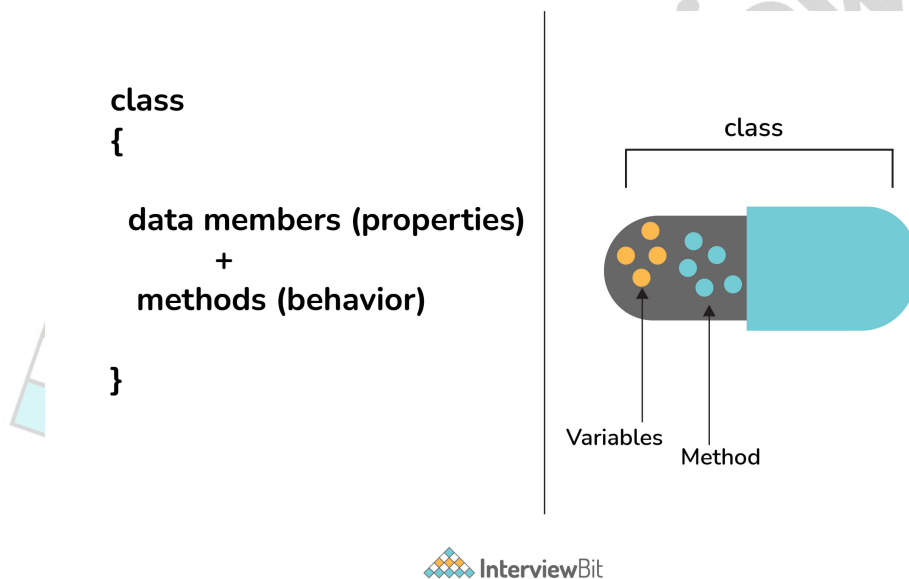 class
{
data members (properties)
+
methods (behavior)
}
class
Variables
Method
InterviewBit